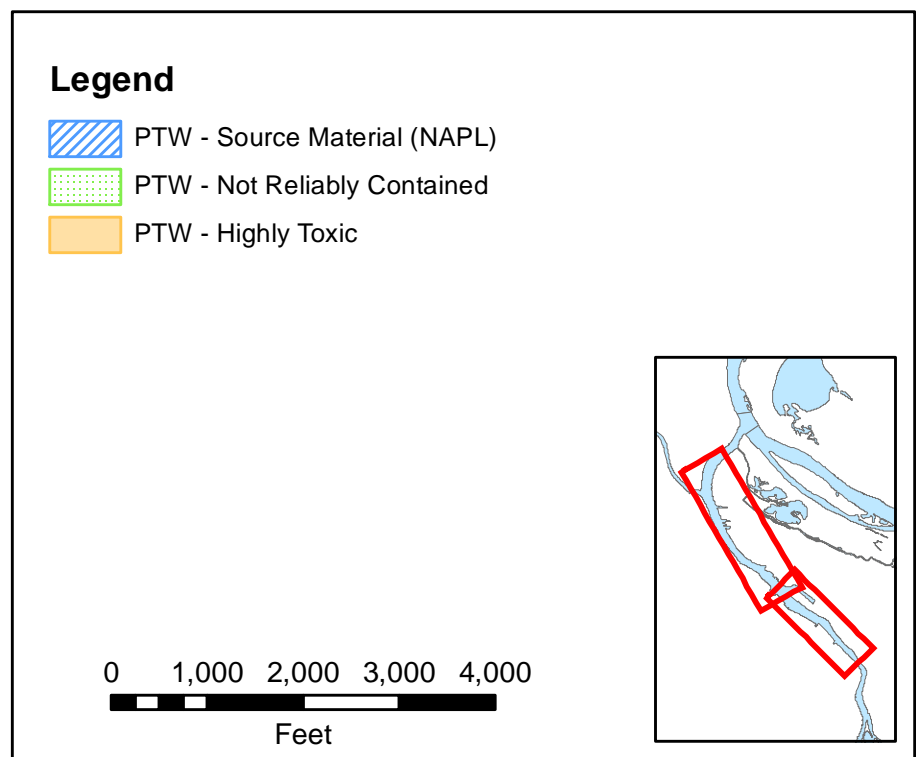 Legend
PTW - Source Material (NAPL)
PTW - Not Reliably Contained
PTW - Highly Toxic
0 1,000 2,000 3,000 4,000
Feet